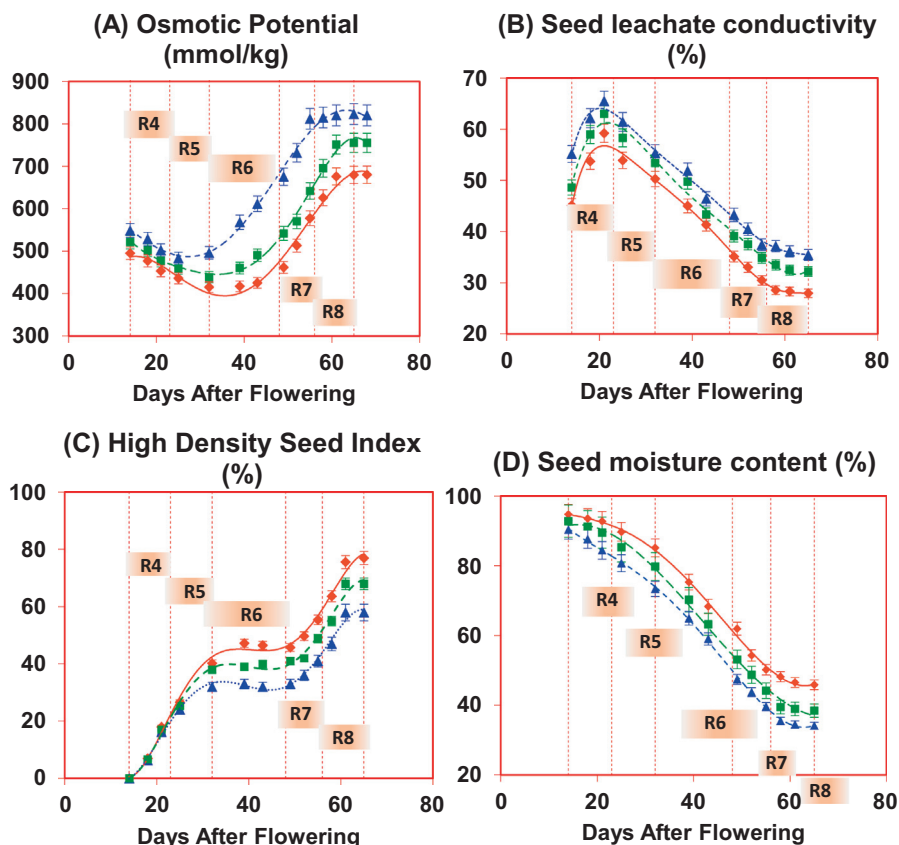 (A) Osmotic Potential
(mmol/kg)
900
800
700
600
500
400
300
R4
R5
R6
R7
R8
0
20
40
60
80
Days After Flowering
(B) Seed leachate conductivity
(%)
70
60
50
40
30
20
R4
R5
R6
R7
R8
0
20
40
60
80
Days After Flowering
(C) High Density Seed Index
(%)
100
80
60
40
20
0
R4
R5
R6
R7
R8
0
20
40
60
80
Days After Flowering
(D) Seed moisture content (%)
100
80
60
40
20
R4
R5
R6
R7
R8
0
20
40
60
80
Days After Flowering